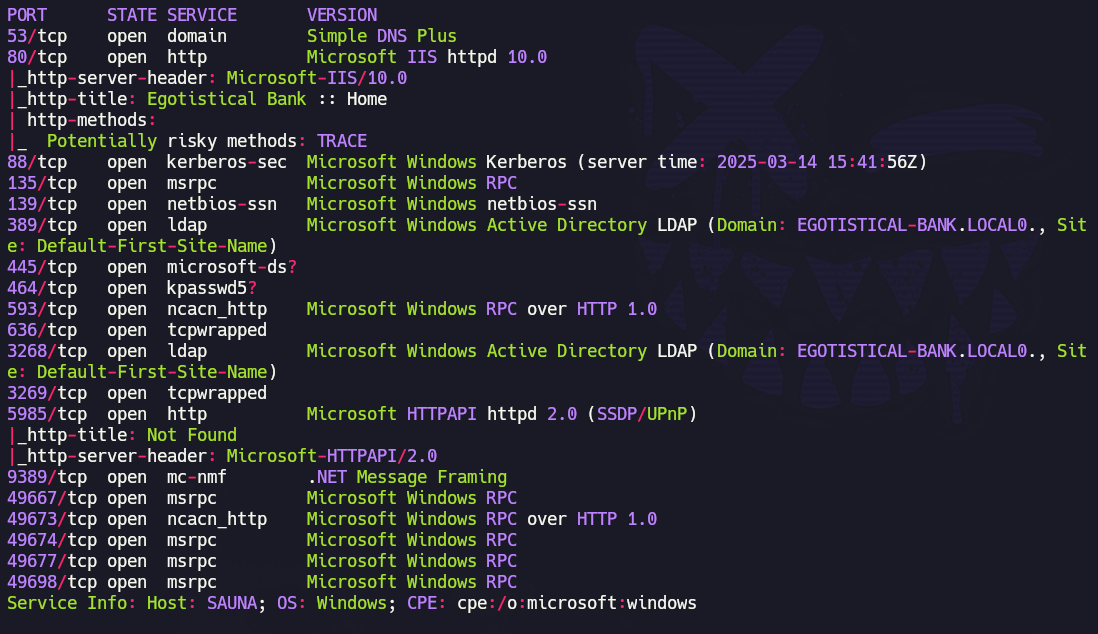 PORT      STATE SERVICE       VERSION
53/tcp    open  domain        Simple DNS Plus
80/tcp    open  http          Microsoft IIS httpd 10.0
|_http-server-header: Microsoft-IIS/10.0
|_http-title: Egotistical Bank :: Home
| http-methods:
|_  Potentially risky methods: TRACE
88/tcp    open  kerberos-sec  Microsoft Windows Kerberos (server time: 2025-03-14 15:41:56Z)
135/tcp   open  msrpc         Microsoft Windows RPC
139/tcp   open  netbios-ssn   Microsoft Windows netbios-ssn
389/tcp   open  ldap          Microsoft Windows Active Directory LDAP (Domain: EGOTISTICAL-BANK.LOCAL0., Sit
e: Default-First-Site-Name)
445/tcp   open  microsoft-ds?
464/tcp   open  kpasswd5?
593/tcp   open  ncacn_http    Microsoft Windows RPC over HTTP 1.0
636/tcp   open  tcpwrapped
3268/tcp  open  ldap          Microsoft Windows Active Directory LDAP (Domain: EGOTISTICAL-BANK.LOCAL0., Sit
e: Default-First-Site-Name)
3269/tcp  open  tcpwrapped
5985/tcp  open  http          Microsoft HTTPAPI httpd 2.0 (SSDP/UPnP)
|_http-title: Not Found
|_http-server-header: Microsoft-HTTPAPI/2.0
9389/tcp  open  mc-nmf        .NET Message Framing
49667/tcp open  msrpc         Microsoft Windows RPC
49673/tcp open  ncacn_http    Microsoft Windows RPC over HTTP 1.0
49674/tcp open  msrpc         Microsoft Windows RPC
49677/tcp open  msrpc         Microsoft Windows RPC
49698/tcp open  msrpc         Microsoft Windows RPC
Service Info: Host: SAUNA; OS: Windows; CPE: cpe:/o:microsoft:windows